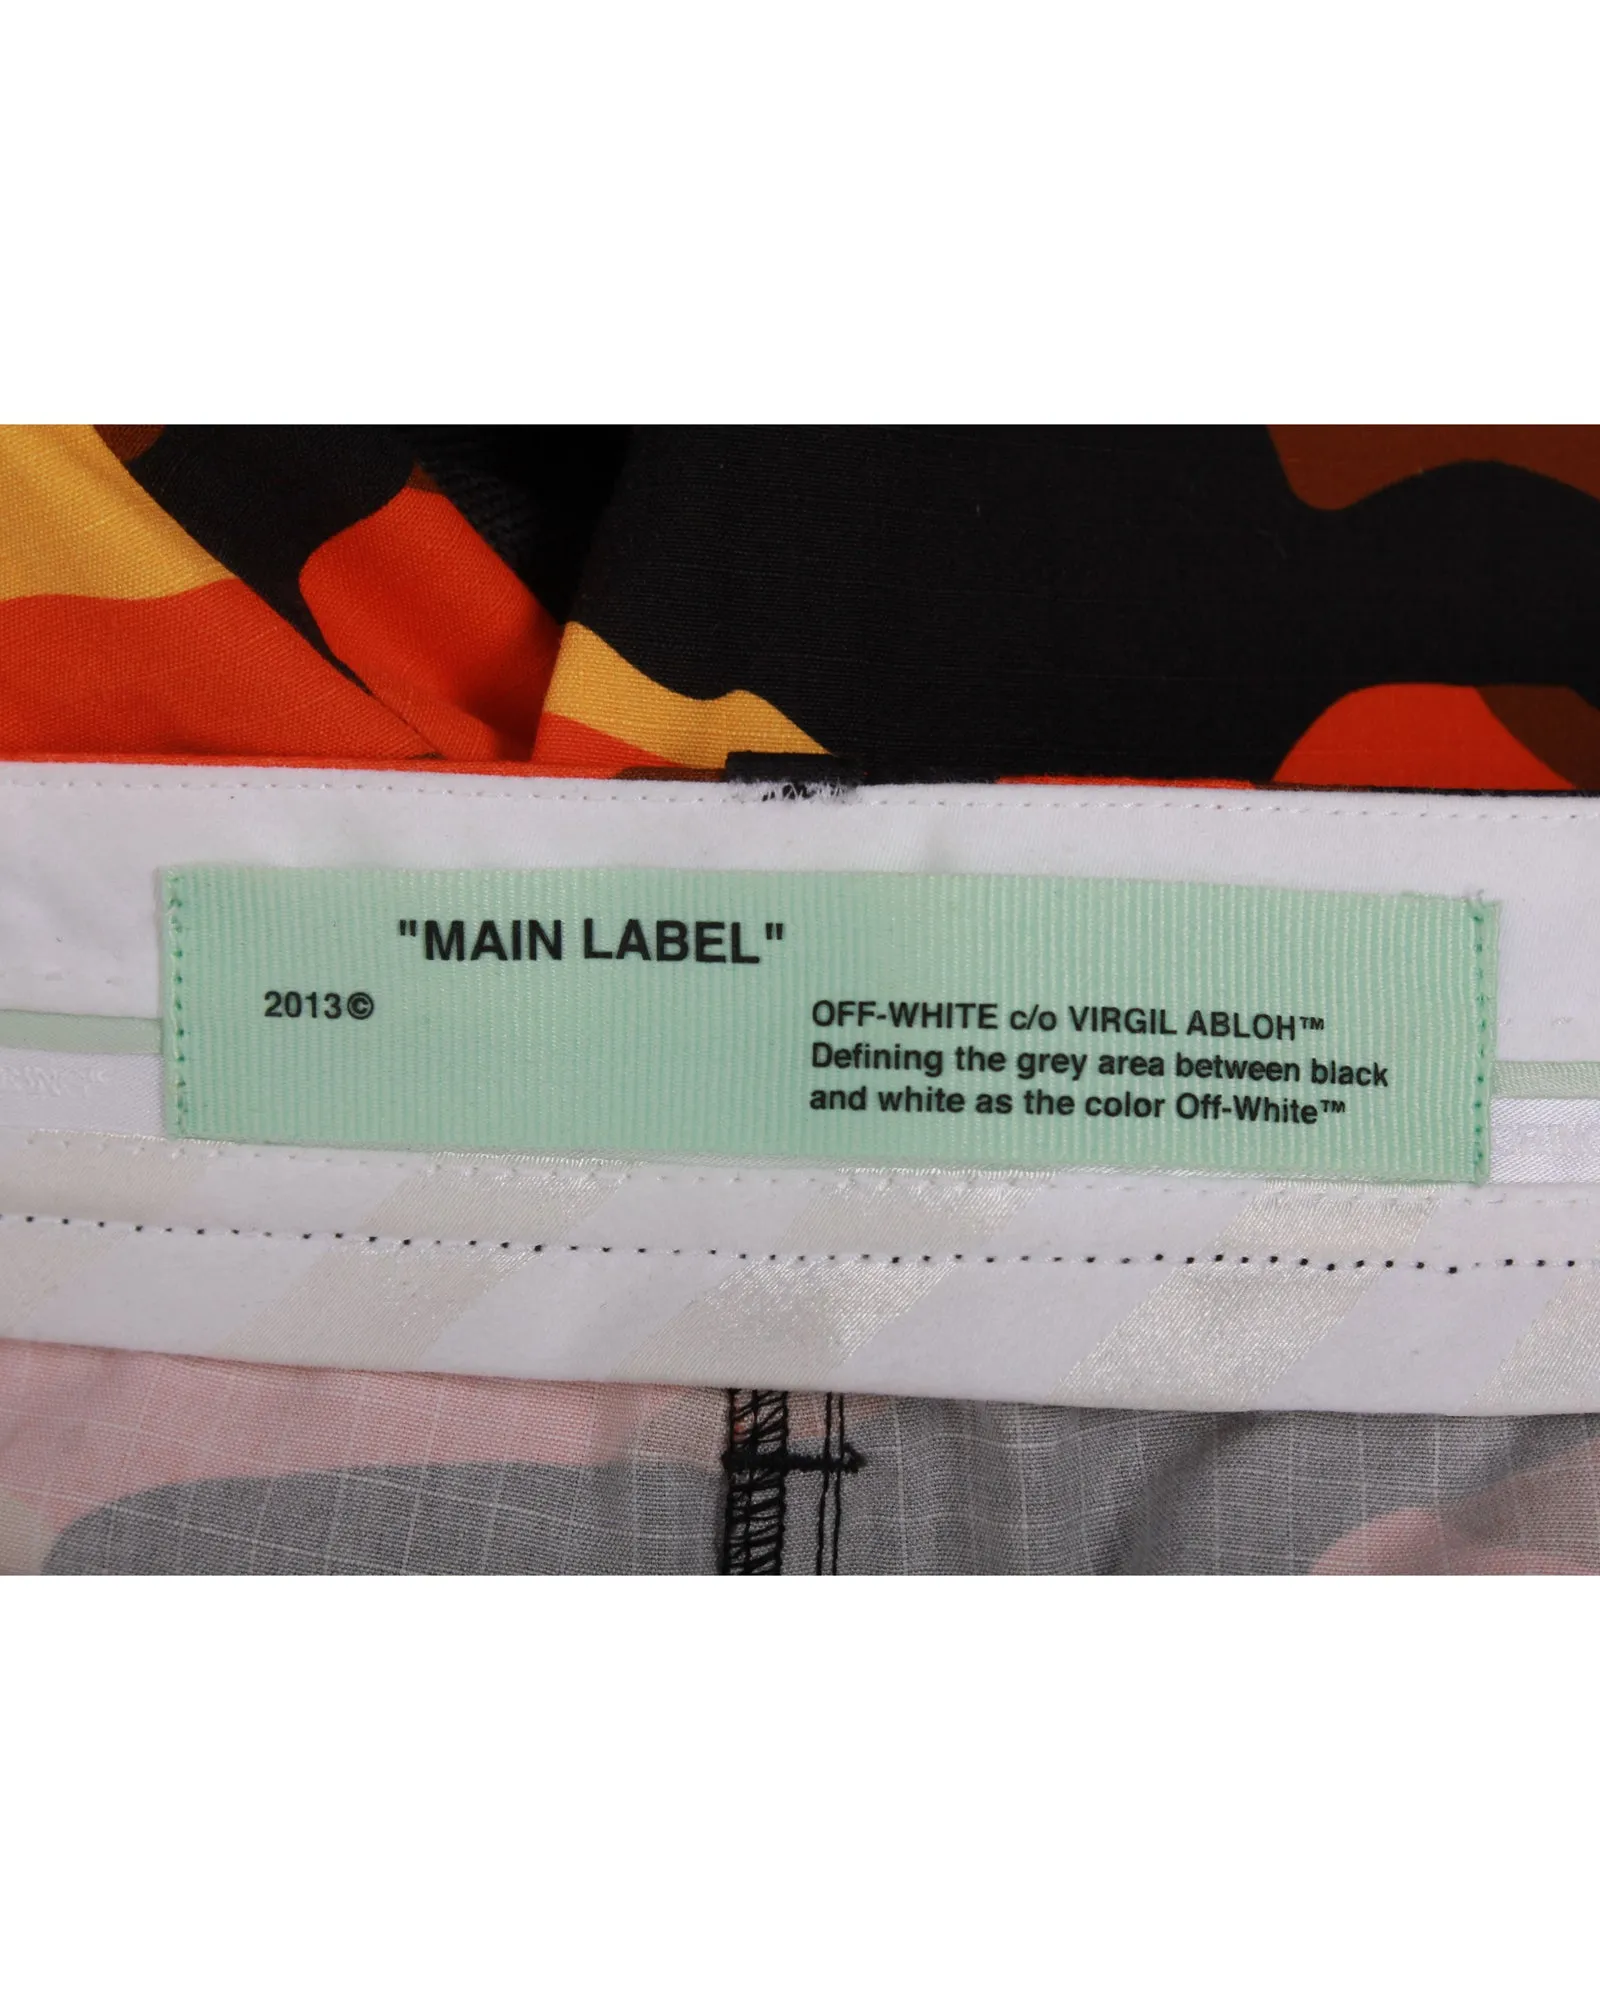 "MAIN LABEL"
2013©
OFF-WHITE c/o VIRGIL ABLOH™
Defining the grey area between black
and white as the color Off-White™